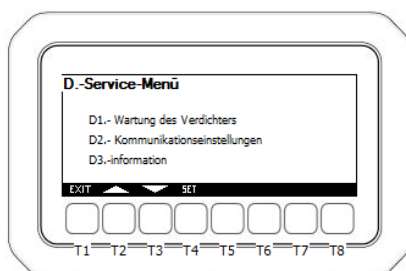 D.-Service-Menü
D1.- Wartung des Verdichters
D2.- Kommunikationseinstellungen
D3.-information
EXIT SET
T1 T2 T3 T4 T5 T6 T7 T8